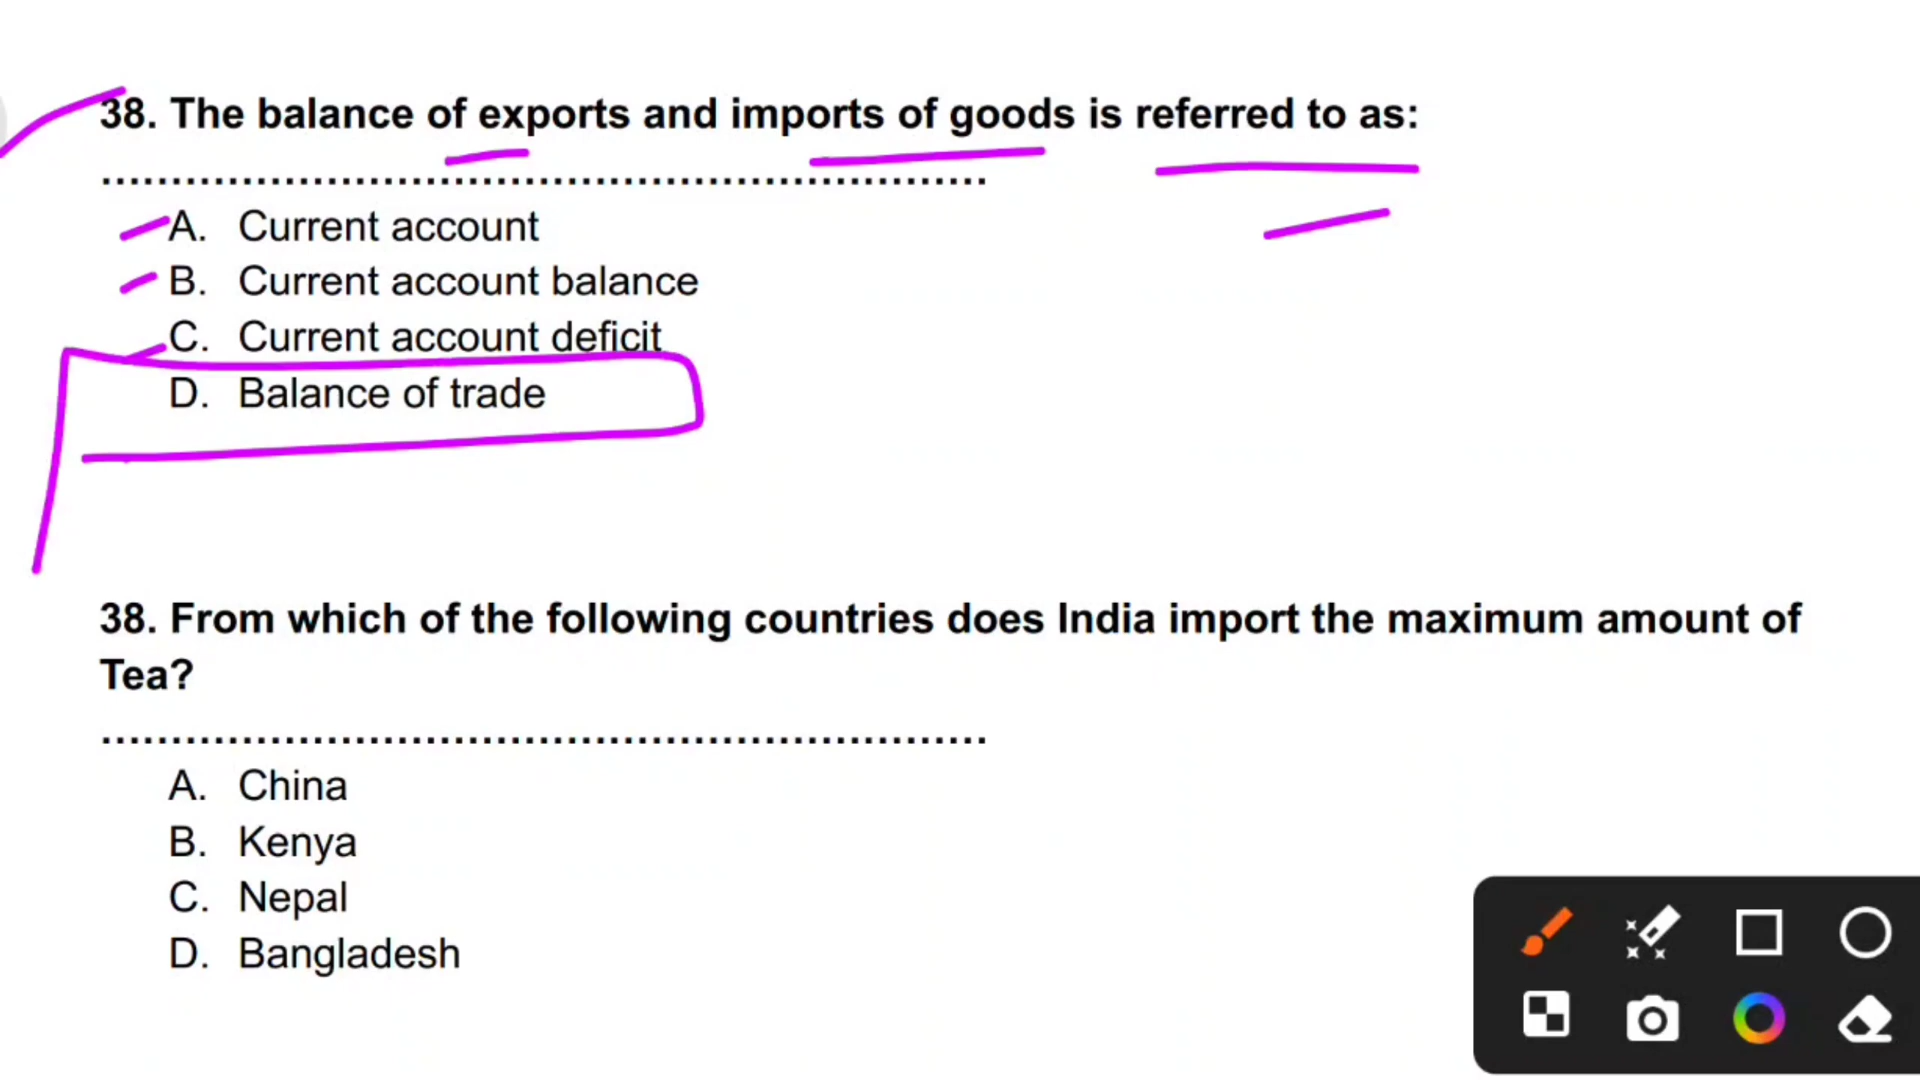 38. The balance of exports and imports of goods is referred to as:
...............................................................
A. Current account
B. Current account balance
C. Current account deficit
D. Balance of trade
38. From which of the following countries does India import the maximum amount of
Tea?
...............................................................
A. China
B. Kenya
C. Nepal
D. Bangladesh